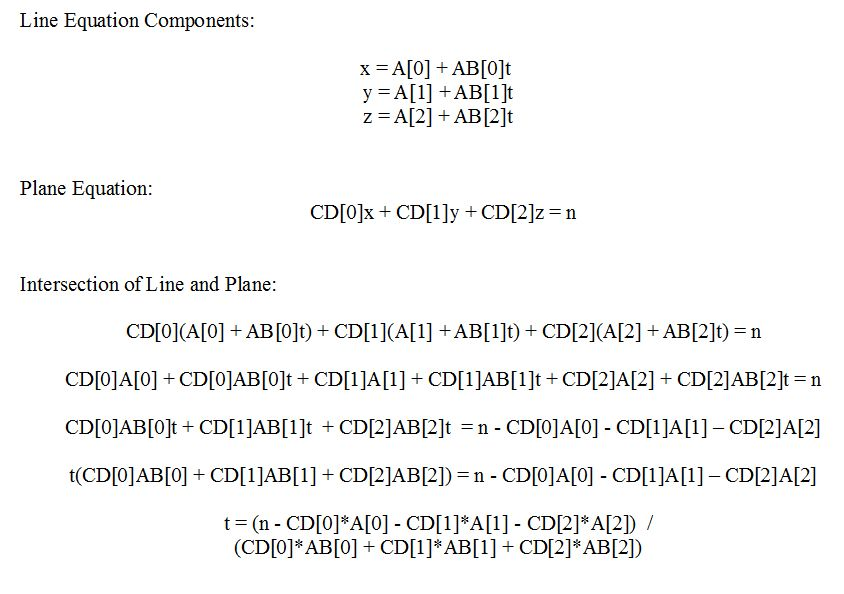 Line Equation Components:
x = A[0] + AB[0]t
y = A[1] + AB[1]t
z = A[2] + AB[2]t
Plane Equation:
CD[0]x + CD[1]y + CD[2]z = n
Intersection of Line and Plane:
CD[0](A[0] + AB[0]t) + CD[1](A[1] + AB[1]t) + CD[2](A[2] + AB[2]t) = n
CD[0]A[0] + CD[0]AB[0]t + CD[1]A[1] + CD[1]AB[1]t + CD[2]A[2] + CD[2]AB[2]t = n
CD[0]AB[0]t + CD[1]AB[1]t + CD[2]AB[2]t = n - CD[0]A[0] - CD[1]A[1] – CD[2]A[2]
t(CD[0]AB[0] + CD[1]AB[1] + CD[2]AB[2]) = n - CD[0]A[0] - CD[1]A[1] – CD[2]A[2]
t = (n - CD[0]*A[0] - CD[1]*A[1] - CD[2]*A[2]) /
(CD[0]*AB[0] + CD[1]*AB[1] + CD[2]*AB[2])